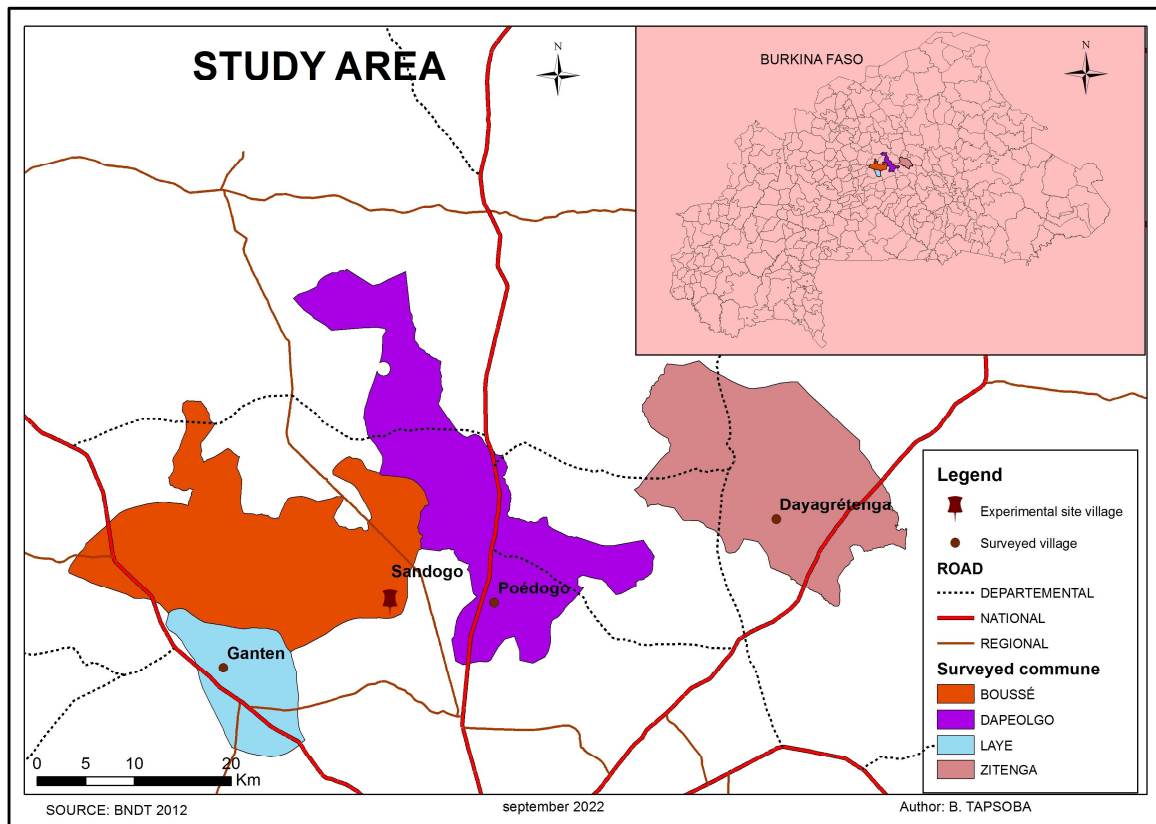 STUDY AREA
N
BURKINA FASO
N
Dayagrétenga
Sandogo
Poédogo
Ganten
Legend
Experimental site village
Surveyed village
ROAD
DEPARTEMENTAL
NATIONAL
REGIONAL
Surveyed commune
BOUSSÉ
DAPEOLGO
LAYE
ZITENGA
0 5 10 20
Km
SOURCE: BNDT 2012
september 2022
Author: B. TAPSOBA